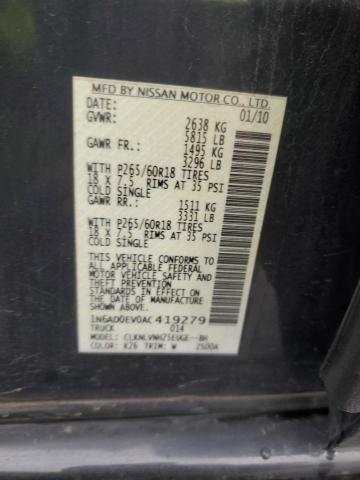 MFD BY NISSAN MOTOR CO., LTD.
DATE: 01/10
GVWR: 2638 KG
5815 LB
GAWR FR.: 1495 KG
3296 LB
WITH P265/60R18 TIRES
18 X 7.5 RIMS AT 35 PSI
COLD SINGLE
GAWR RR.: 1511 KG
3331 LB
WITH P265/60R18 TIRES
18 X 7.5 RIMS AT 35 PSI
COLD SINGLE
THIS VEHICLE CONFORMS TO
ALL APPLICABLE FEDERAL
MOTOR VEHICLE SAFETY
STANDARDS IN EFFECT ON
THE DATE OF MANUFACTURE
SHOWN ABOVE.
1N6AD0EV0AC419279
TRUCK 014
MODEL: CLKNLVNHZ5EUGE--BH
COLOR: K26 TRIM: W 2500A